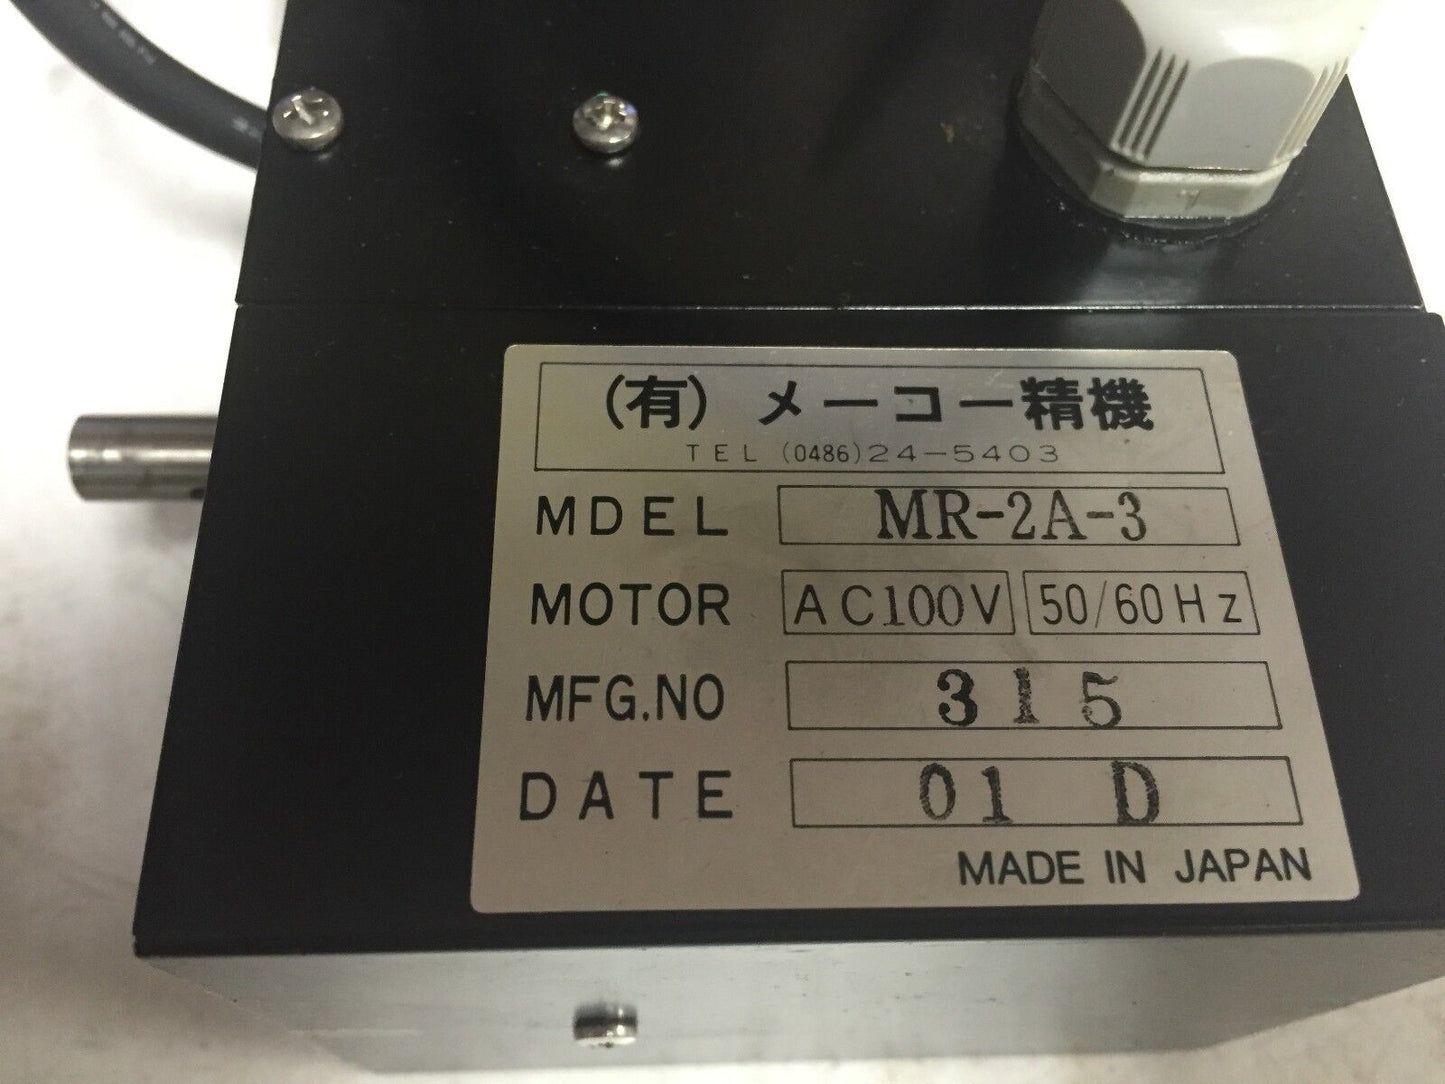 (有) メーコー精機
TEL (0486)24-5403
MDEL MR-2A-3
MOTOR AC100V 50/60Hz
MFG.NO 315
DATE 01 D
MADE IN JAPAN